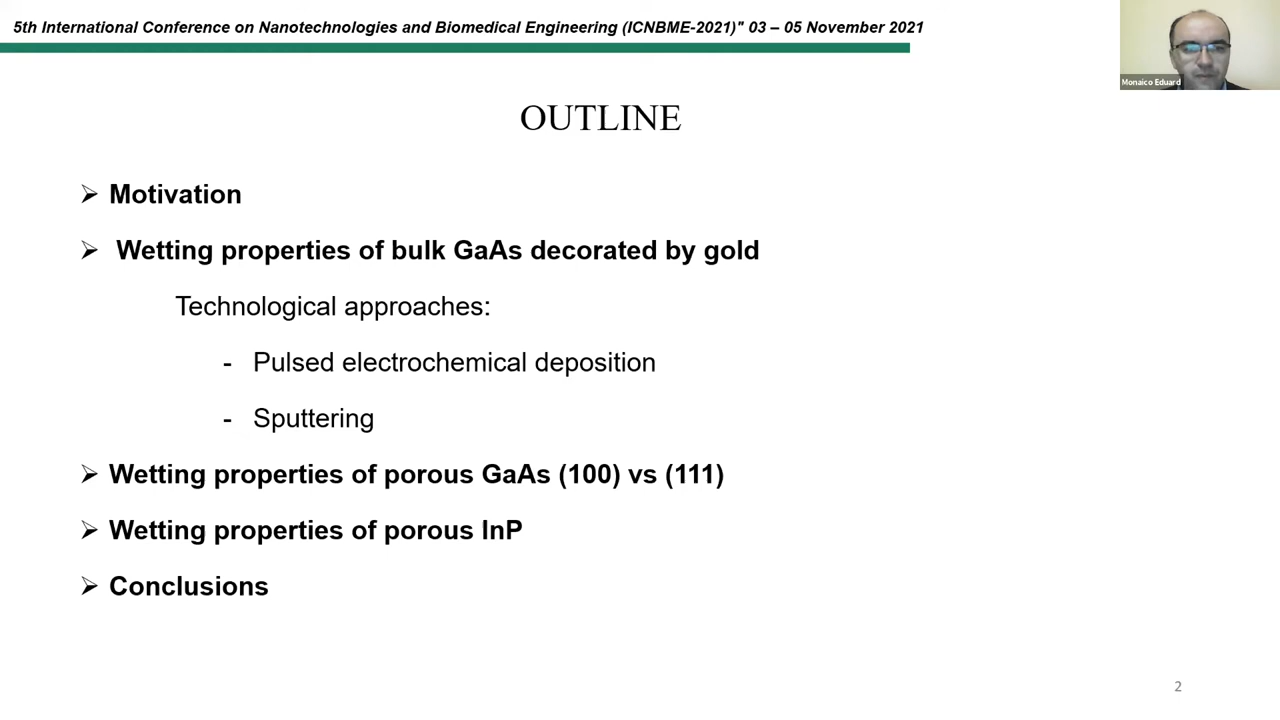 5th International Conference on Nanotechnologies and Biomedical Engineering (ICNBME-2021)" 03 – 05 November 2021
Monaico Eduard
OUTLINE
➢ Motivation
➢ Wetting properties of bulk GaAs decorated by gold
Technological approaches:
- Pulsed electrochemical deposition
- Sputtering
➢ Wetting properties of porous GaAs (100) vs (111)
➢ Wetting properties of porous InP
➢ Conclusions
2